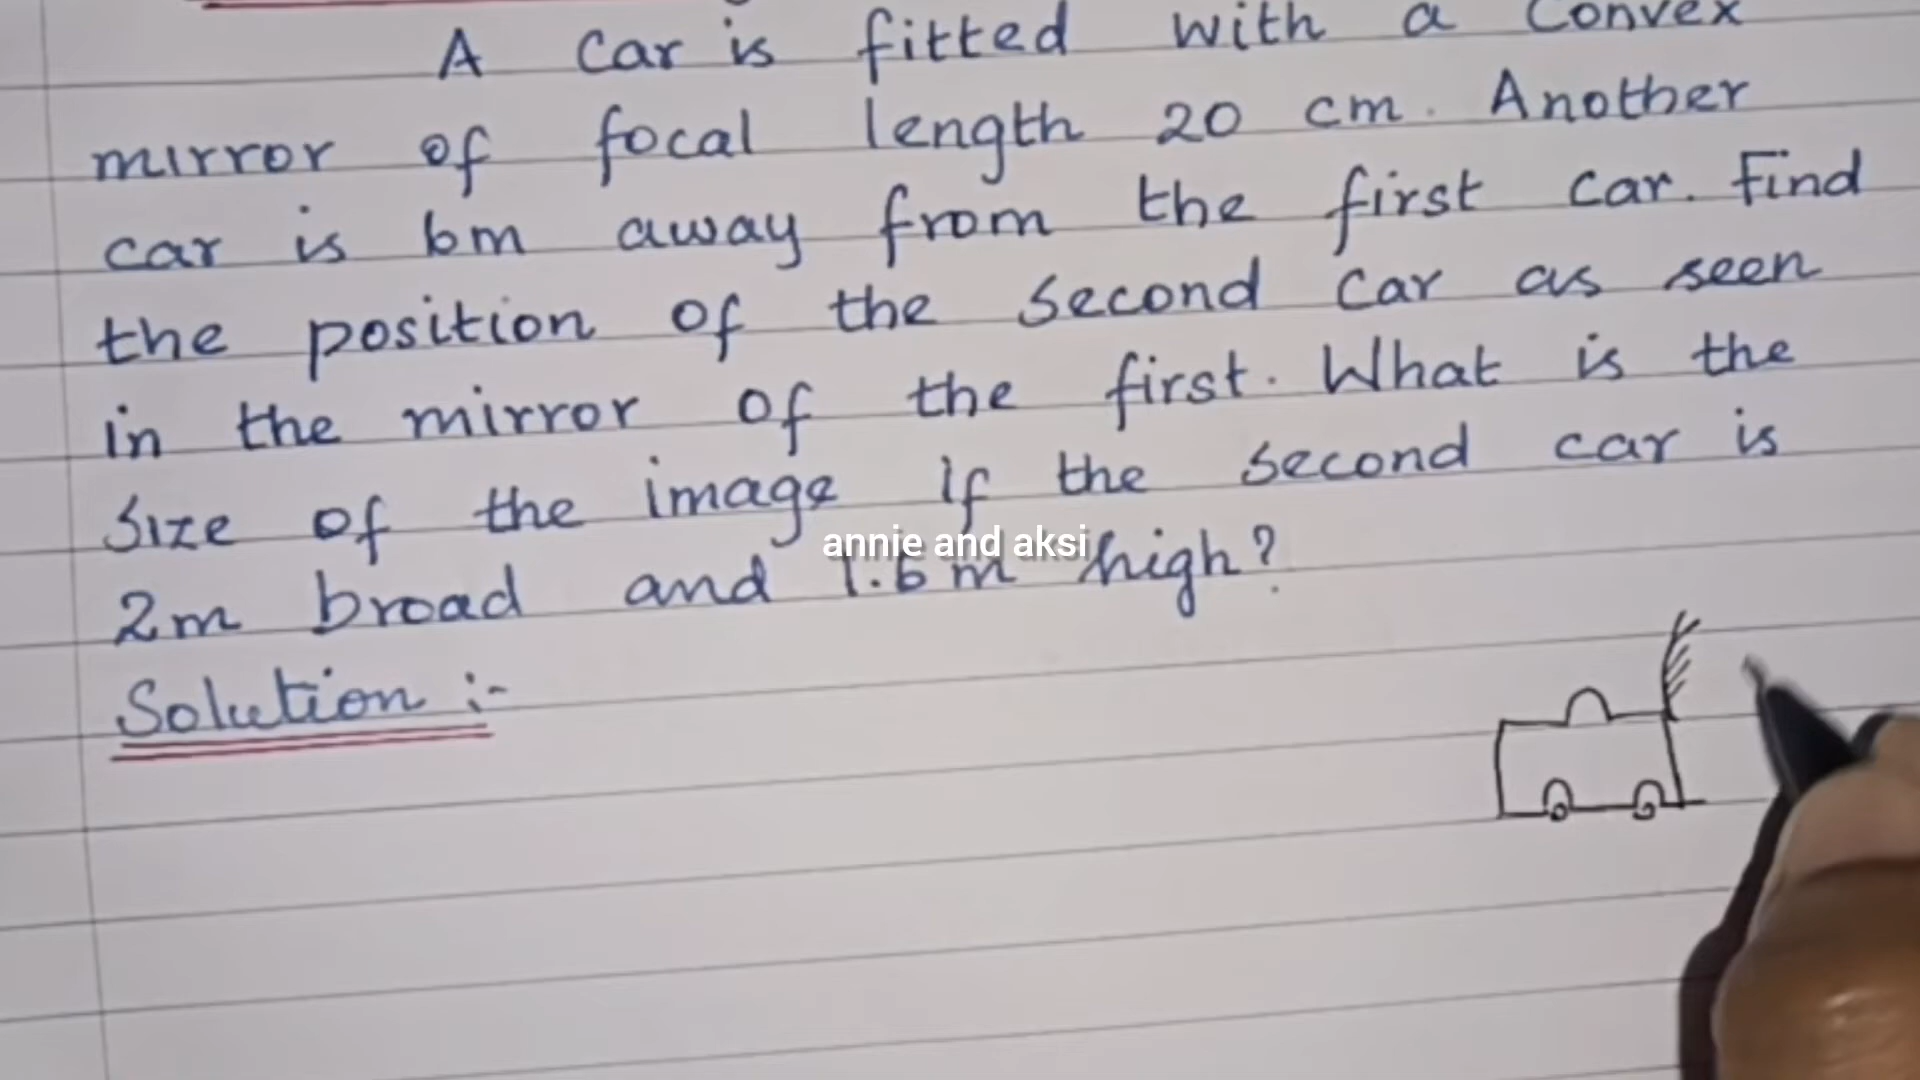 A car is fitted with a convex
mirror of focal length 20 cm. Another
car is 6m away from the first car. Find
the position of the second car as seen
in the mirror of the first. What is the
size of the image if the second car is
annie and aksi
2m broad and 1.6m high?
Solution :-